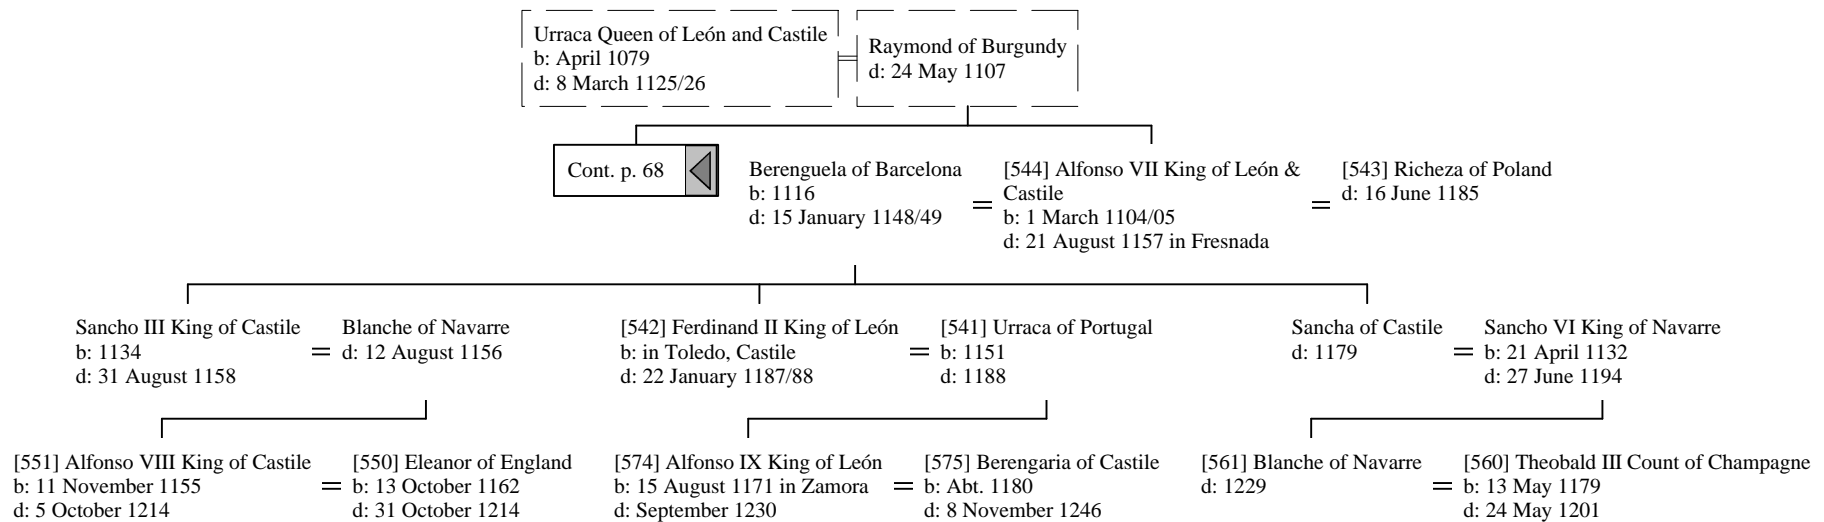 Urraca Queen of León and Castile
b: April 1079
d: 8 March 1125/26
Raymond of Burgundy
d: 24 May 1107
Cont. p. 68
Berenguela of Barcelona
b: 1116
d: 15 January 1148/49
[544] Alfonso VII King of León &
Castile
b: 1 March 1104/05
d: 21 August 1157 in Fresnada
[543] Richeza of Poland
d: 16 June 1185
Sancho III King of Castile
b: 1134
d: 31 August 1158
Blanche of Navarre
d: 12 August 1156
[542] Ferdinand II King of León
b: in Toledo, Castile
d: 22 January 1187/88
[541] Urraca of Portugal
b: 1151
d: 1188
Sancha of Castile
d: 1179
Sancho VI King of Navarre
b: 21 April 1132
d: 27 June 1194
[551] Alfonso VIII King of Castile
b: 11 November 1155
d: 5 October 1214
[550] Eleanor of England
b: 13 October 1162
d: 31 October 1214
[574] Alfonso IX King of León
b: 15 August 1171 in Zamora
d: September 1230
[575] Berengaria of Castile
b: Abt. 1180
d: 8 November 1246
[561] Blanche of Navarre
d: 1229
[560] Theobald III Count of Champagne
b: 13 May 1179
d: 24 May 1201